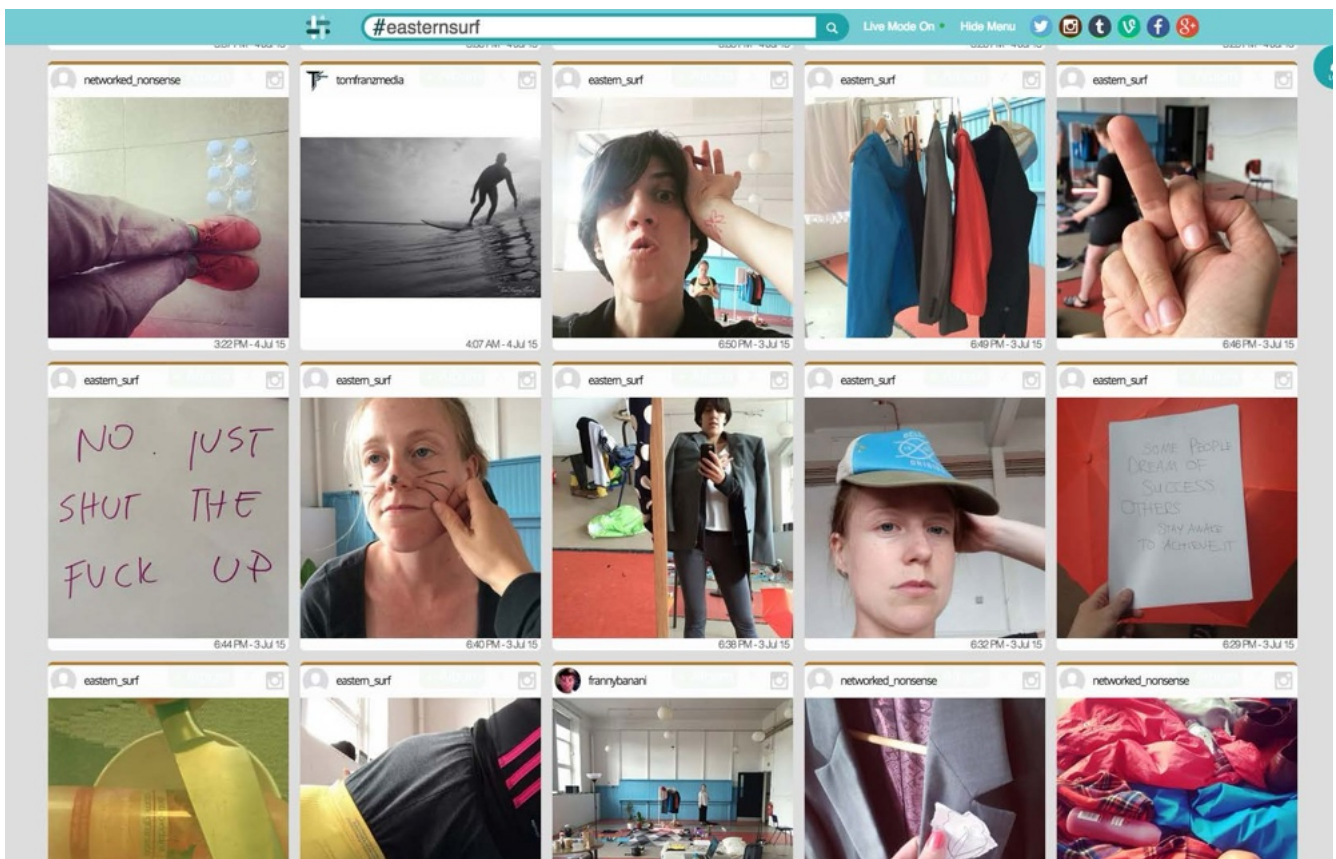 #easternsurf
Live Mode On
Hide Menu
networked_nonsense
3:22 PM - 4 Jul 15
tomfranzmedia
4:07 AM - 4 Jul 15
eastern_surf
6:50 PM - 3 Jul 15
eastern_surf
6:49 PM - 3 Jul 15
eastern_surf
6:46 PM - 3 Jul 15
eastern_surf
NO. JUST
SHUT THE
FUCK UP
6:44 PM - 3 Jul 15
eastern_surf
6:40 PM - 3 Jul 15
eastern_surf
6:38 PM - 3 Jul 15
eastern_surf
6:32 PM - 3 Jul 15
eastern_surf
SOME PEOPLE
DREAM OF
SUCCESS
OTHERS
STAY AWAKE
TO ACHIEVE IT
6:29 PM - 3 Jul 15
eastern_surf
eastern_surf
frannybanani
networked_nonsense
networked_nonsense